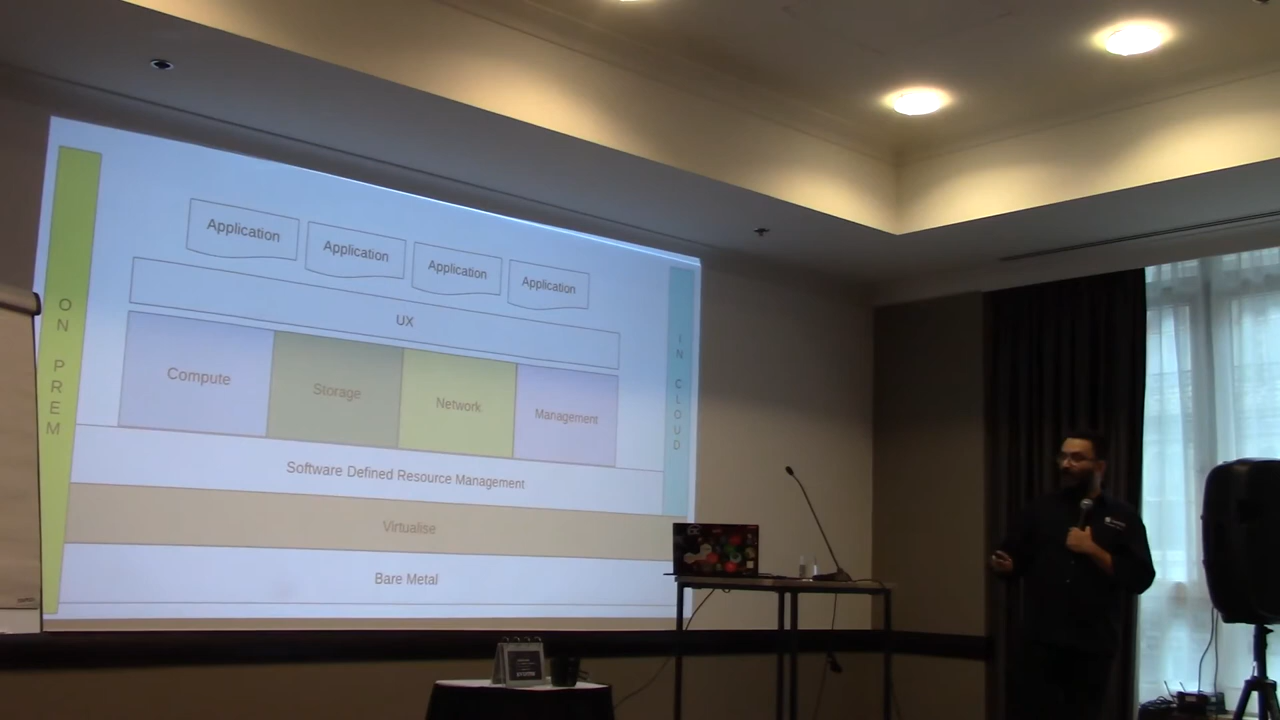 Application
Application
Application
Application
UX
Compute
Storage
Network
Management
Software Defined Resource Management
Virtualise
Bare Metal
ON PREM
IN CLOUD